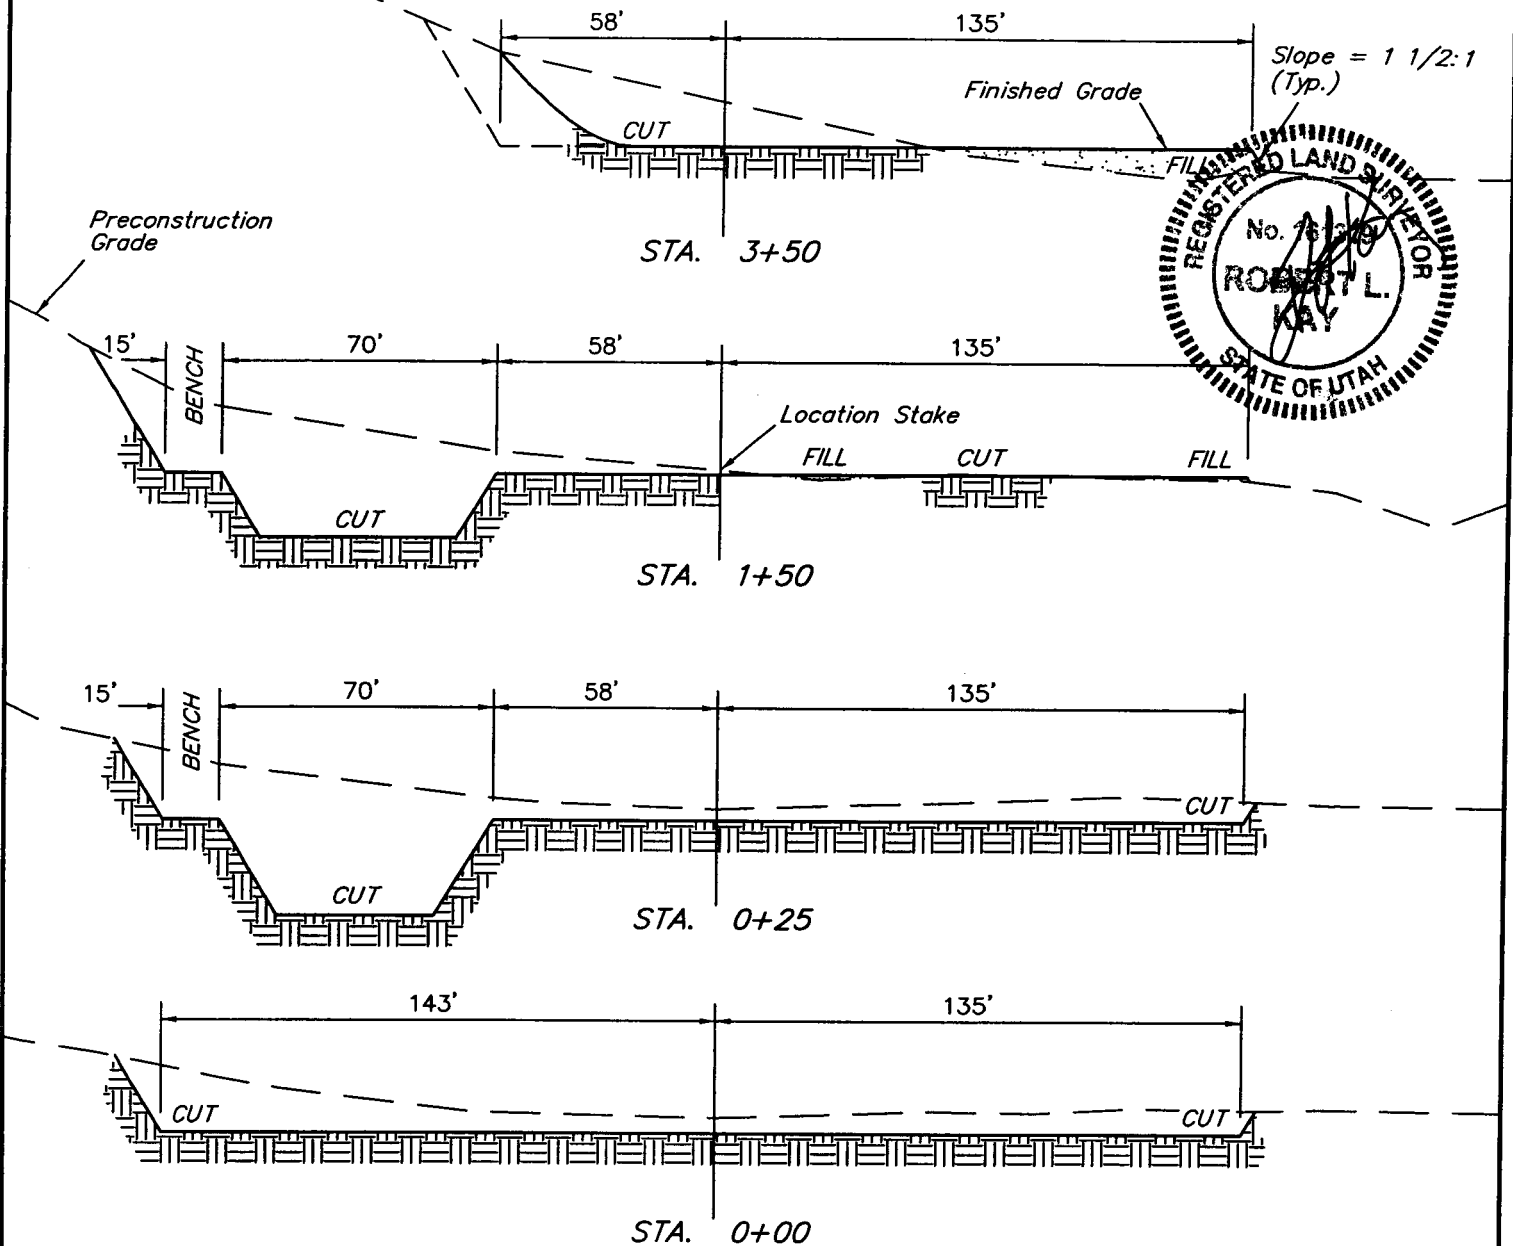 58'
135'
Slope = 1 1/2:1
(Typ.)
Finished Grade
CUT
FILL
REGISTERED LAND SURVEYOR
No.
ROBERT L.
KAY
STATE OF UTAH
STA. 3+50
Preconstruction
Grade
15'
BENCH
70'
58'
135'
Location Stake
FILL
CUT
FILL
CUT
STA. 1+50
15'
BENCH
70'
58'
135'
CUT
CUT
STA. 0+25
143'
135'
CUT
CUT
STA. 0+00